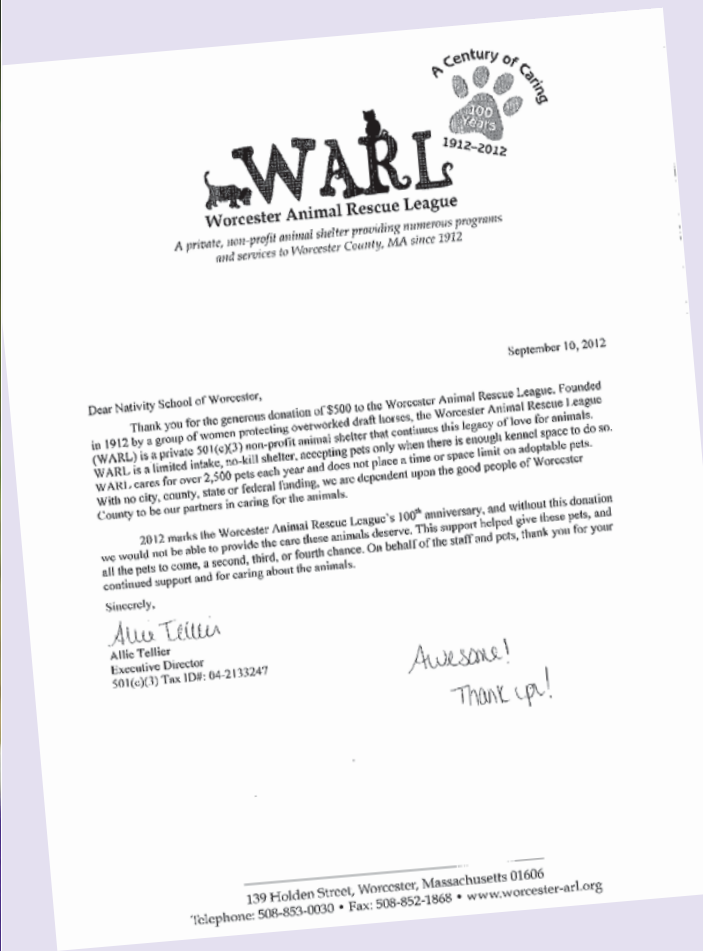 A Century of Caring
100
Years
1912–2012
WARL
Worcester Animal Rescue League
A private, non-profit animal shelter providing numerous programs
and services to Worcester County, MA since 1912
September 10, 2012
Dear Nativity School of Worcester,
Thank you for the generous donation of $500 to the Worcester Animal Rescue League. Founded
in 1912 by a group of women protecting overworked draft horses, the Worcester Animal Rescue League
(WARL) is a private 501(c)(3) non-profit animal shelter that continues this legacy of love for animals.
WARL is a limited intake, no-kill shelter, accepting pets only when there is enough kennel space to do so.
WARL cares for over 2,500 pets each year and does not place a time or space limit on adoptable pets.
With no city, county, state or federal funding, we are dependent upon the good people of Worcester
County to be our partners in caring for the animals.
2012 marks the Worcester Animal Rescue League's 100th anniversary, and without this donation
we would not be able to provide the care these animals deserve. This support helped give these pets, and
all the pets to come, a second, third, or fourth chance. On behalf of the staff and pets, thank you for your
continued support and for caring about the animals.
Sincerely,
Allie Tellier
Allie Tellier
Executive Director
501(c)(3) Tax ID#: 04-2133247
Awesome!
Thank you!
139 Holden Street, Worcester, Massachusetts 01606
Telephone: 508-853-0030 • Fax: 508-852-1868 • www.worcester-arl.org